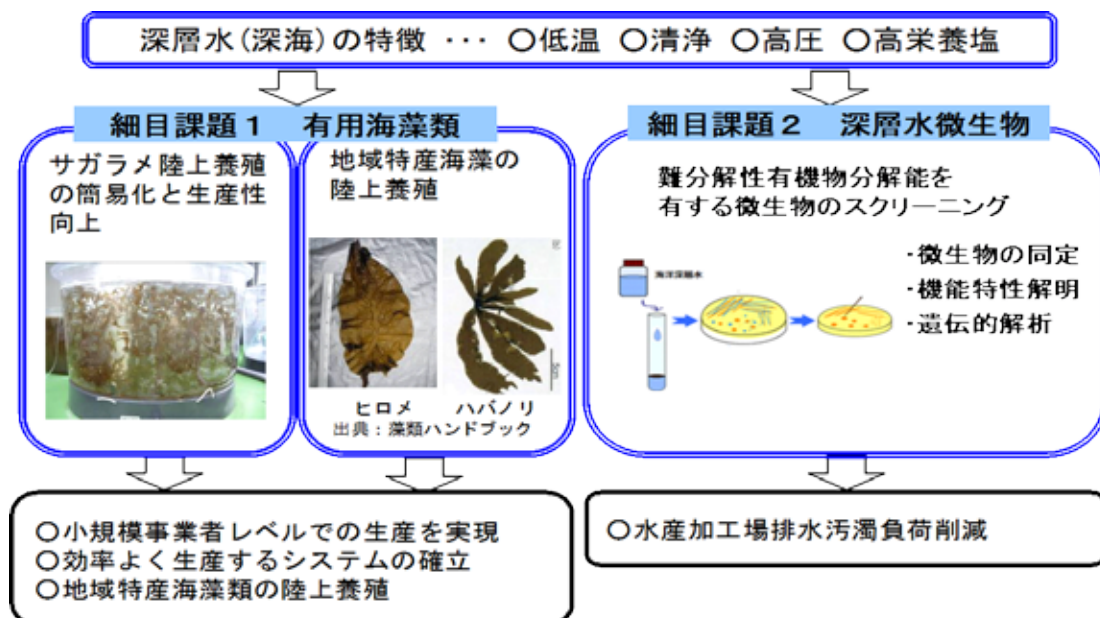 深層水(深海)の特徴 ･･･ ○低温 ○清浄 ○高圧 ○高栄養塩
細目課題１ 有用海藻類
サガラメ陸上養殖
の簡易化と生産性
向上
地域特産海藻の
陸上養殖
5cm
ヒロメ ハバノリ
出典：藻類ハンドブック
細目課題２ 深層水微生物
難分解性有機物分解能を
有する微生物のスクリーニング
海洋深層水
･微生物の同定
･機能特性解明
･遺伝的解析
○小規模事業者レベルでの生産を実現
○効率よく生産するシステムの確立
○地域特産海藻類の陸上養殖
○水産加工場排水汚濁負荷削減